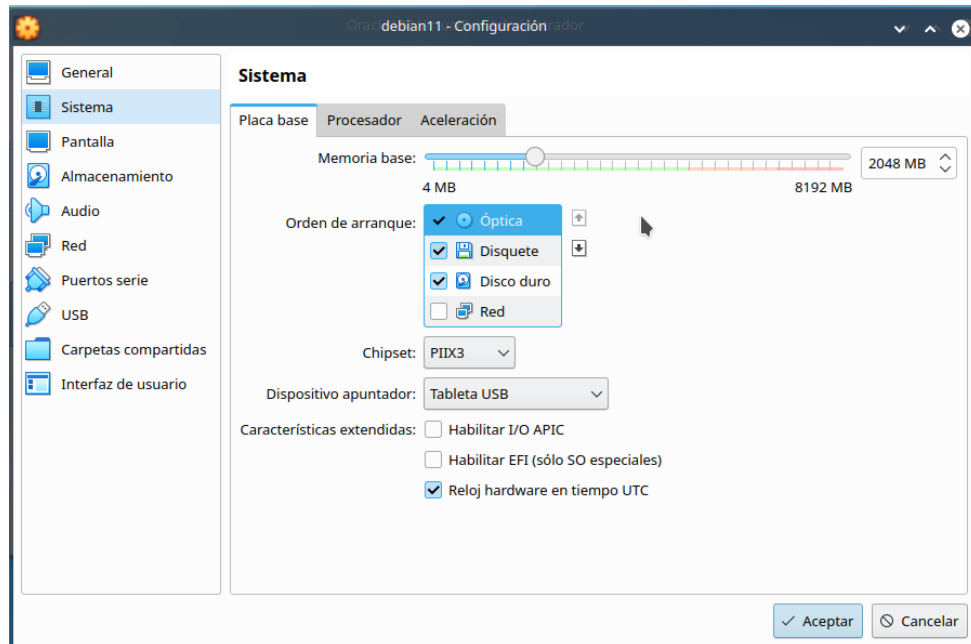 debian11 - Configuración
General
Sistema
Pantalla
Almacenamiento
Audio
Red
Puertos serie
USB
Carpetas compartidas
Interfaz de usuario
Sistema
Placa base Procesador Aceleración
Memoria base: 2048 MB
4 MB 8192 MB
Orden de arranque: Óptica
Disquete
Disco duro
Red
Chipset: PIIX3
Dispositivo apuntador: Tableta USB
Características extendidas: Habilitar I/O APIC
Habilitar EFI (sólo SO especiales)
Reloj hardware en tiempo UTC
Aceptar Cancelar